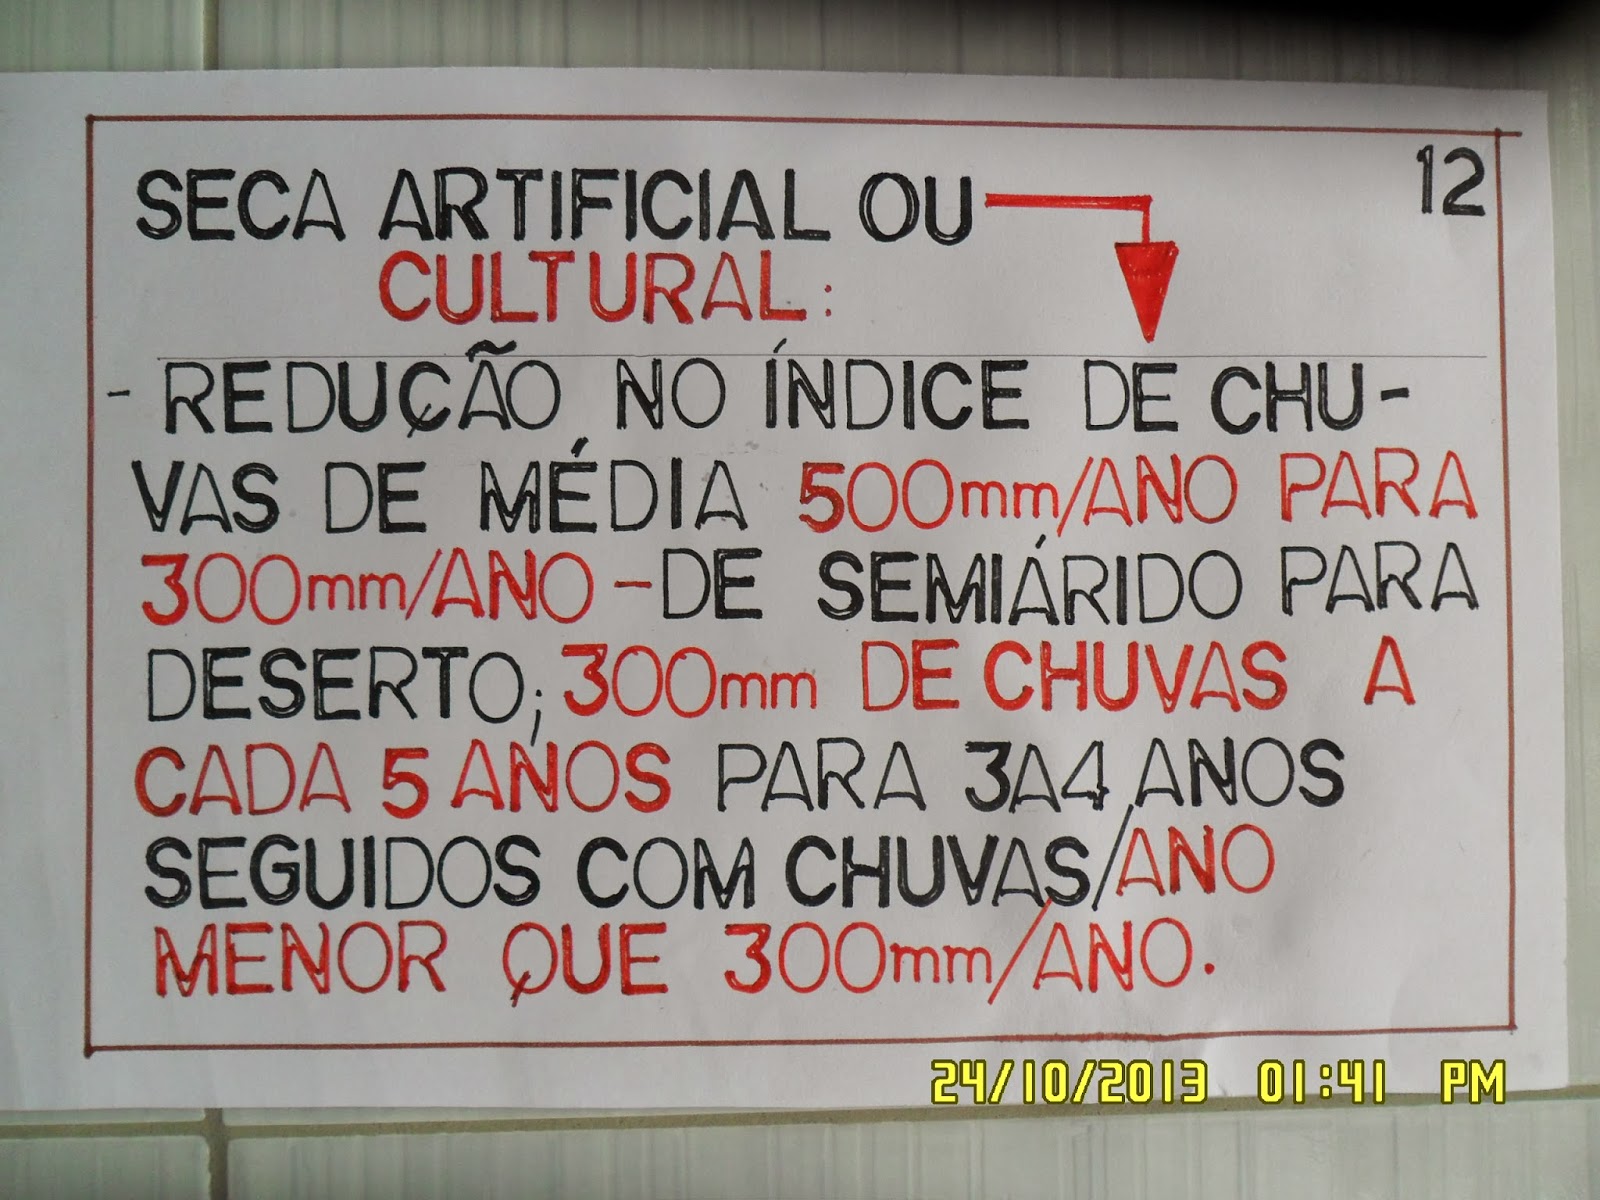 12
SECA ARTIFICIAL OU
CULTURAL:
- REDUÇÃO NO ÍNDICE DE CHU-
VAS DE MÉDIA 500mm/ANO PARA
300mm/ANO - DE SEMIÁRIDO PARA
DESERTO; 300mm DE CHUVAS A
CADA 5 ANOS PARA 3A4 ANOS
SEGUIDOS COM CHUVAS/ANO
MENOR QUE 300mm/ANO.
24/10/2013 01:41 PM